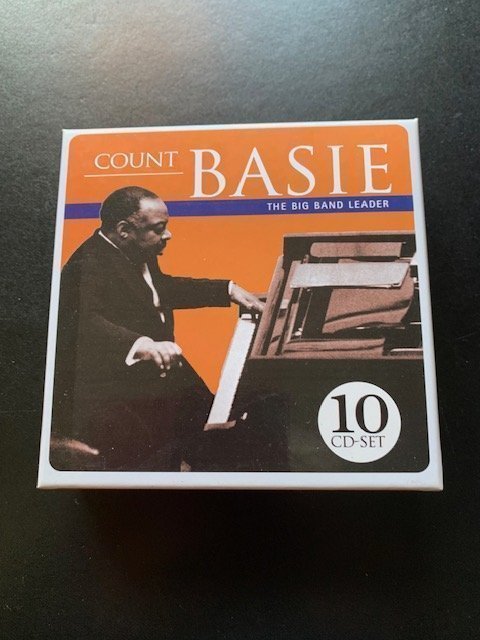 COUNT BASIE
THE BIG BAND LEADER
10
CD-SET